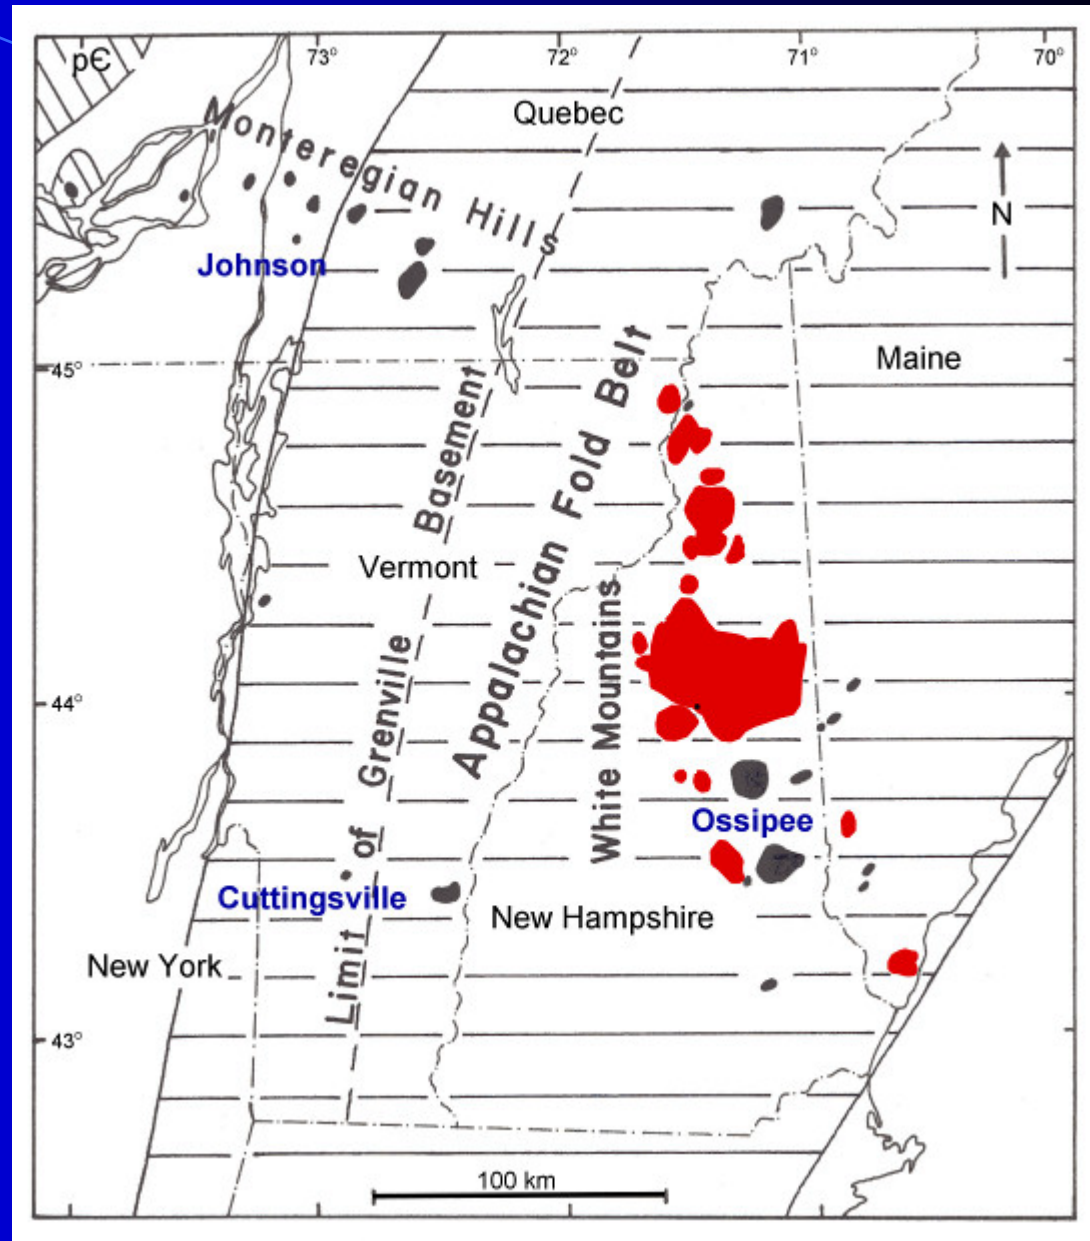 pЄ
73°
72°
71°
70°
Quebec
Monteregian Hills
N
Johnson
45°
Maine
Appalachian Fold Belt
Limit of Grenville Basement
Vermont
White Mountains
44°
Ossipee
Cuttingsville
New Hampshire
New York
43°
100 km